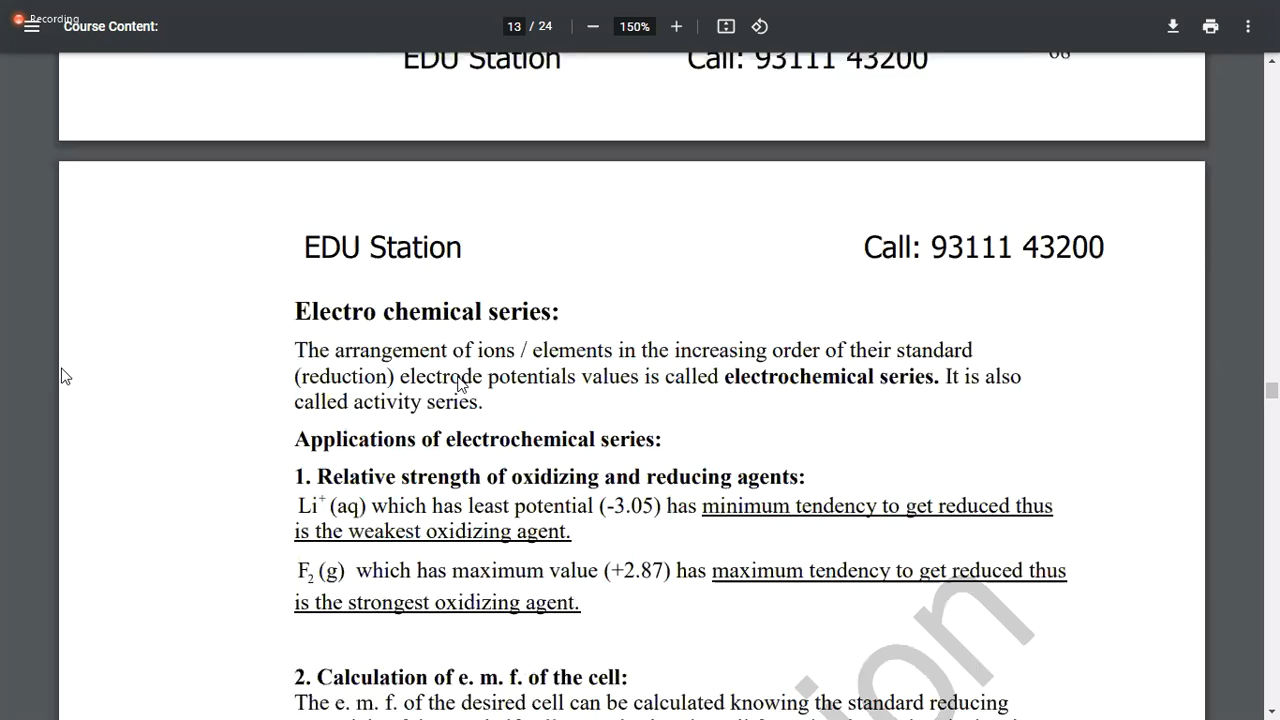 Recording
Course Content:
13 / 24
150%
EDU Station Call: 93111 43200
EDU Station Call: 93111 43200
Electro chemical series:
The arrangement of ions / elements in the increasing order of their standard
(reduction) electrode potentials values is called electrochemical series. It is also
called activity series.
Applications of electrochemical series:
1. Relative strength of oxidizing and reducing agents:
Li⁺ (aq) which has least potential (-3.05) has minimum tendency to get reduced thus
is the weakest oxidizing agent.
F₂ (g) which has maximum value (+2.87) has maximum tendency to get reduced thus
is the strongest oxidizing agent.
ion
2. Calculation of e. m. f. of the cell:
The e. m. f. of the desired cell can be calculated knowing the standard reducing